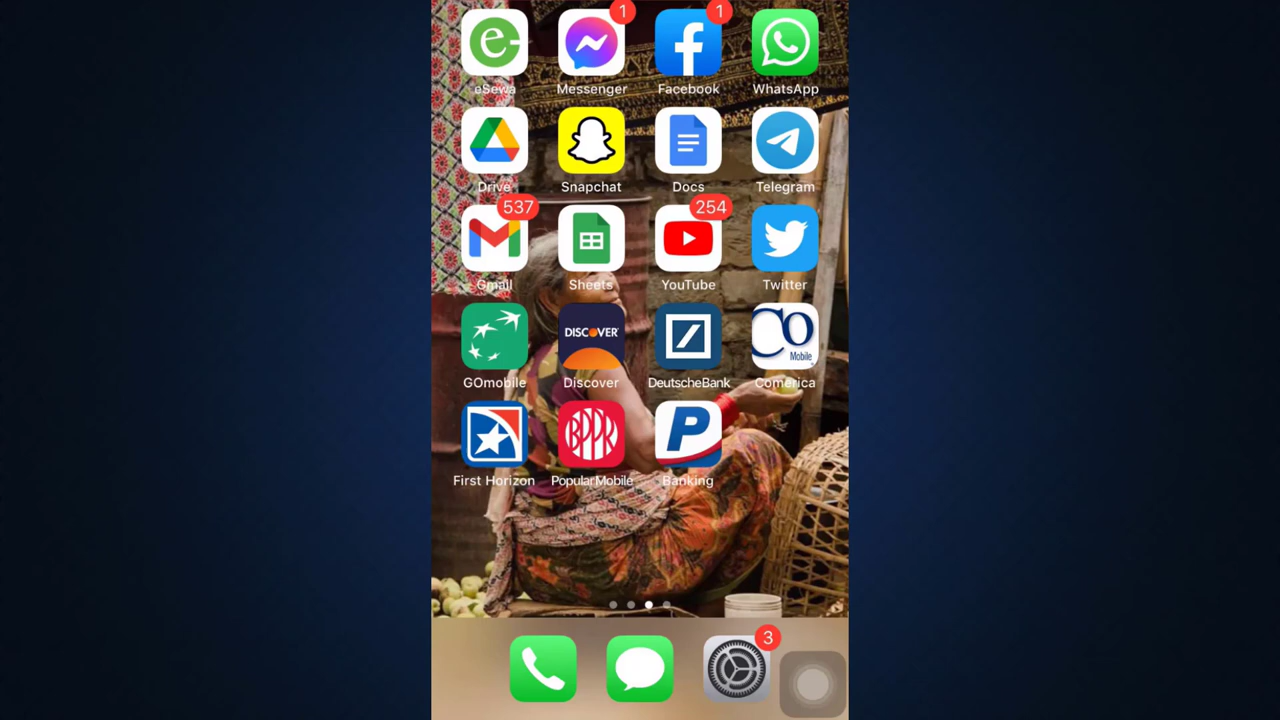 1 1
eSewa Messenger Facebook WhatsApp
Drive Snapchat Docs Telegram
537 254
Gmail Sheets YouTube Twitter
DISCOVER CO Mobile
GOmobile Discover DeutscheBank Comerica
BPPR P
First Horizon PopularMobile Banking
3